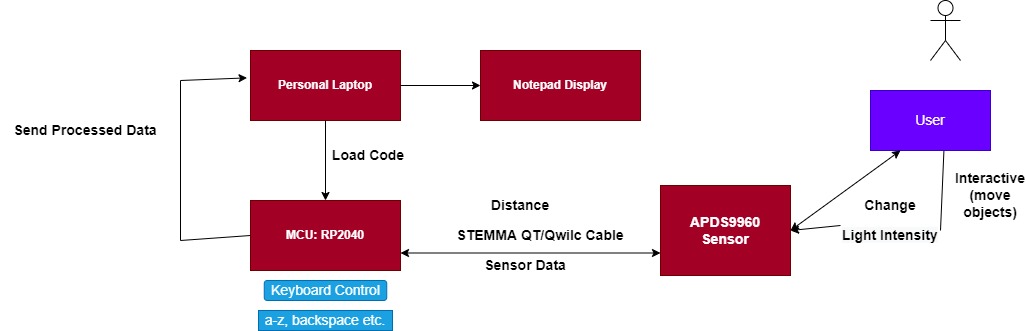 Personal Laptop
Notepad Display
User
Send Processed Data
Load Code
Interactive
(move
objects)
Distance
Change
MCU: RP2040
STEMMA QT/Qwilc Cable
APDS9960
Sensor
Light Intensity
Sensor Data
Keyboard Control
a-z, backspace etc.